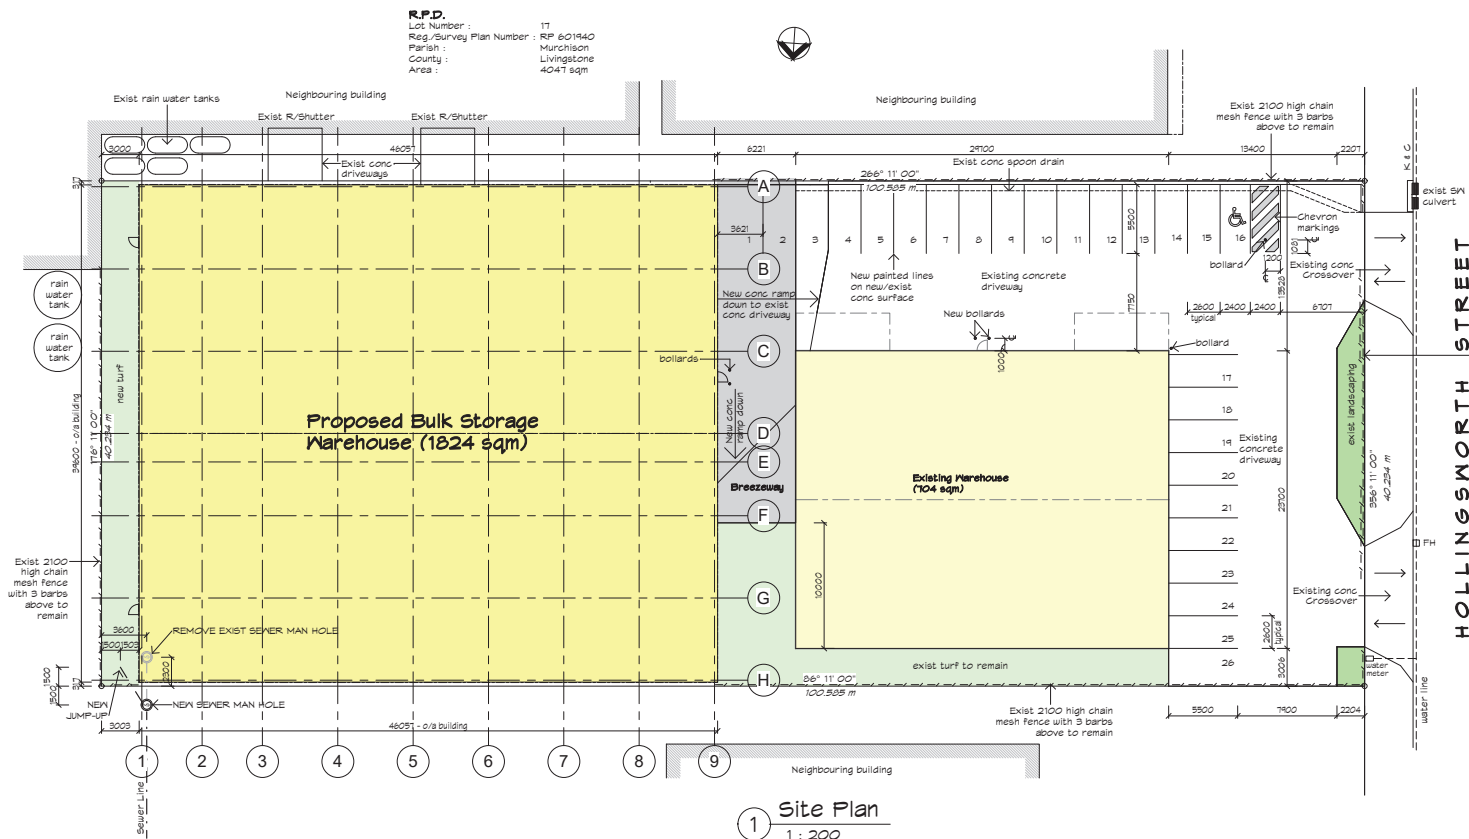 R.P.D.
Lot Number : 17
Reg./Survey Plan Number : RP 601940
Parish : Murchison
County : Livingstone
Area : 4047 sqm
Exist rain water tanks
Neighbouring building
Exist R/Shutter
Exist R/Shutter
Neighbouring building
Exist 2100 high chain
mesh fence with 3 barbs
above to remain
K & C
3000
46057
6221
29700
13400
2207
Exist conc
driveways
Exist conc spoon drain
266° 11' 00"
100.585 m
317
exist SW
culvert
A
3621
5500
1 2 3 4 5 6 7 8 9 10 11 12 13 14 15 16
Chevron
markings
bollard
1200
13528
Existing conc
Crossover
rain
water
tank
B
New painted lines
on new/exist
conc surface
Existing concrete
driveway
New conc ramp
down to exist
conc driveway
7750
2600
typical
2400
2400
6707
New bollards
1000
bollard
rain
water
tank
C
bollards
new turf
39600 - o/a building
176° 11' 00"
40.234 m
Proposed Bulk Storage
Warehouse (1824 sqm)
New conc
ramp down
D
E
Breezeway
F
Existing Warehouse
(704 sqm)
17
18
19
20
21
22
23
24
25
26
Existing
concrete
driveway
23700
exist landscaping
356° 11' 00"
40.234 m
HOLLINGSWORTH STREET
FH
Exist 2100
high chain
mesh fence
with 3 barbs
above to
remain
10000
G
Existing conc
Crossover
3600
1500
1503
REMOVE EXIST SEWER MAN HOLE
2300
2600
typical
3006
exist turf to remain
water
meter
water line
1500
1500
317
H
86° 11' 00"
100.585 m
NEW
JUMP-UP
NEW SEWER MAN HOLE
3003
46057 - o/a building
Exist 2100 high chain
mesh fence with 3 barbs
above to remain
5500
7900
2204
1 2 3 4 5 6 7 8 9
Neighbouring building
Sewer Line
1 Site Plan
1 : 200